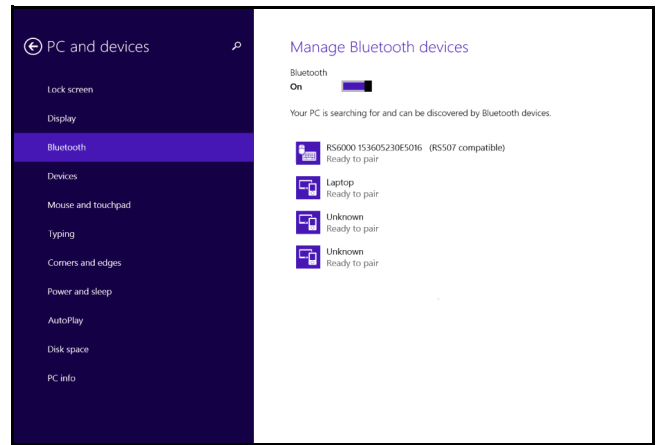 PC and devices
Lock screen
Display
Bluetooth
Devices
Mouse and touchpad
Typing
Corners and edges
Power and sleep
AutoPlay
Disk space
PC info
Manage Bluetooth devices
Bluetooth
On
Your PC is searching for and can be discovered by Bluetooth devices.
RS6000 153605230E5016 (RS507 compatible)
Ready to pair
Laptop
Ready to pair
Unknown
Ready to pair
Unknown
Ready to pair